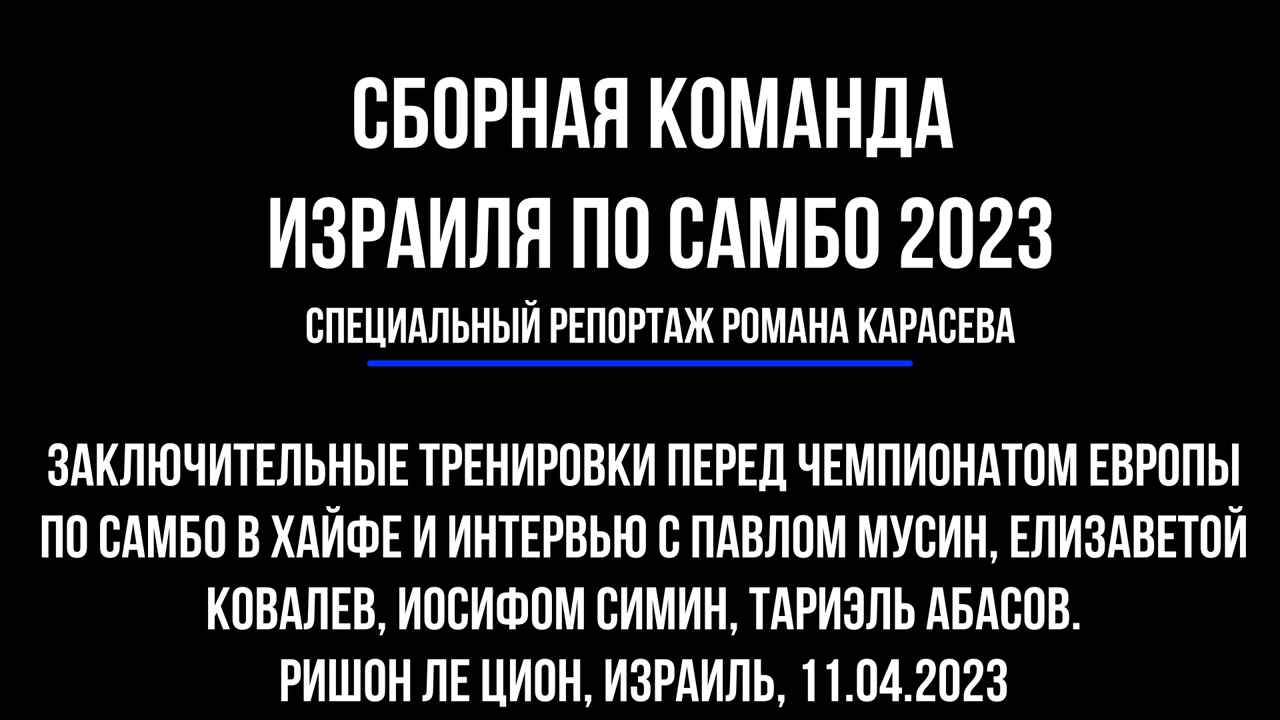 СБОРНАЯ КОМАНДА
ИЗРАИЛЯ ПО САМБО 2023
СПЕЦИАЛЬНЫЙ РЕПОРТАЖ РОМАНА КАРАСЕВА
ЗАКЛЮЧИТЕЛЬНЫЕ ТРЕНИРОВКИ ПЕРЕД ЧЕМПИОНАТОМ ЕВРОПЫ
ПО САМБО В ХАЙФЕ И ИНТЕРВЬЮ С ПАВЛОМ МУСИН, ЕЛИЗАВЕТОЙ
КОВАЛЕВ, ИОСИФОМ СИМИН, ТАРИЭЛЬ АБАСОВ.
РИШОН ЛЕ ЦИОН, ИЗРАИЛЬ, 11.04.2023